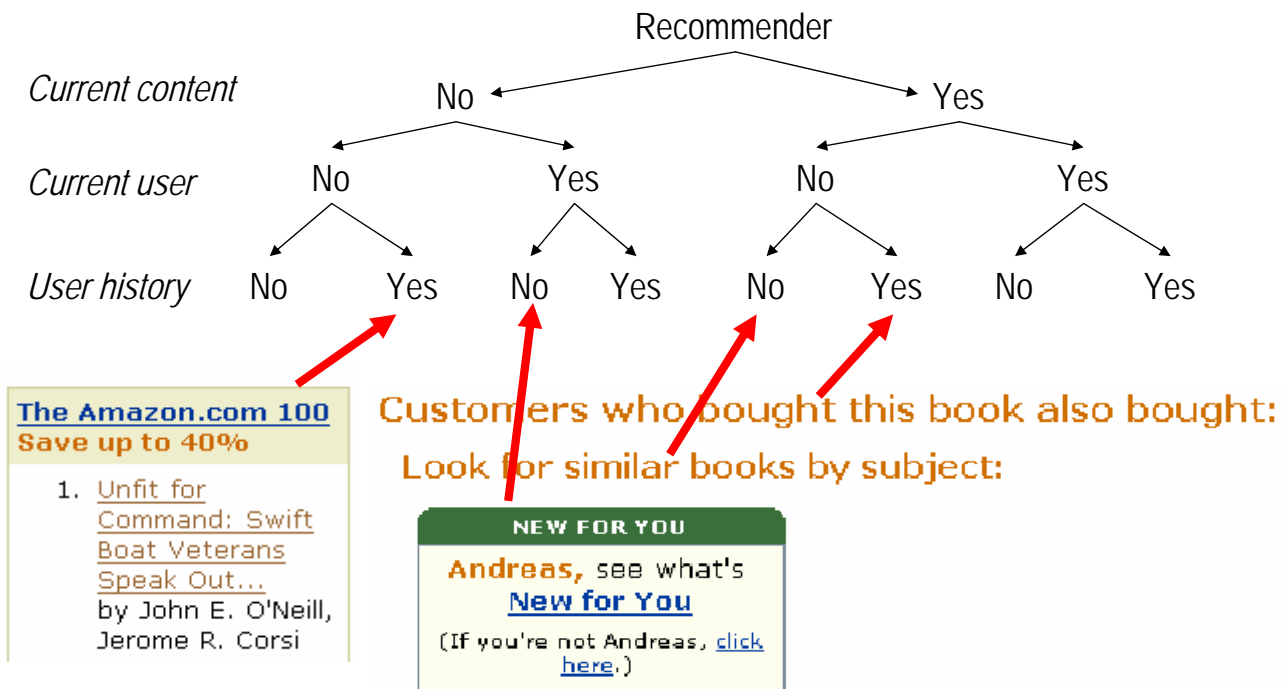 Recommender
Current content No Yes
Current user No Yes No Yes
User history No Yes No Yes No Yes No Yes
The Amazon.com 100
Save up to 40%
1. Unfit for
Command: Swift
Boat Veterans
Speak Out...
by John E. O'Neill,
Jerome R. Corsi
Customers who bought this book also bought:
Look for similar books by subject:
NEW FOR YOU
Andreas, see what's
New for You
(If you're not Andreas, click
here.)